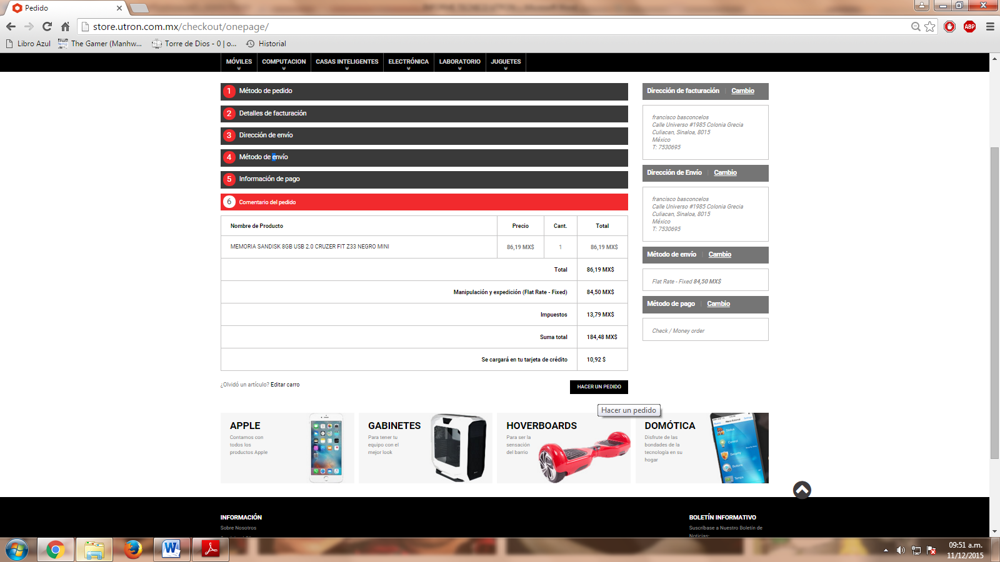 Pedido
store.utron.com.mx/checkout/onepage/
ABP
Libro Azul
The Gamer (Manhw...
Torre de Dios - 0 | o...
Historial
MÓVILES
COMPUTACION
CASAS INTELIGENTES
ELECTRÓNICA
LABORATORIO
JUGUETES
1 Método de pedido
2 Detalles de facturación
3 Dirección de envío
4 Método de envío
5 Información de pago
6 Comentario del pedido
Nombre de Producto Precio Cant. Total
MEMORIA SANDISK 8GB USB 2.0 CRUZER FIT Z33 NEGRO MINI 86,19 MX$ 1 86,19 MX$
Total 86,19 MX$
Manipulación y expedición (Flat Rate - Fixed) 84,50 MX$
Impuestos 13,79 MX$
Suma total 184,48 MX$
Se cargará en tu tarjeta de crédito 10,92 $
¿Olvidó un artículo? Editar carro
HACER UN PEDIDO
Hacer un pedido
Dirección de facturación | Cambio
francisco basconcelos
Calle Universo #1985 Colonia Grecia
Culiacan, Sinaloa, 8015
México
T: 7530695
Dirección de Envío | Cambio
francisco basconcelos
Calle Universo #1985 Colonia Grecia
Culiacan, Sinaloa, 8015
México
T: 7530695
Método de envío | Cambio
Flat Rate - Fixed 84,50 MX$
Método de pago | Cambio
Check / Money order
APPLE
Contamos con
todos los
productos Apple
GABINETES
Para tener tu
equipo con el
mejor look
HOVERBOARDS
Para ser la
sensación
del barrio
DOMÓTICA
Disfrute de las
bondades de la
tecnología en su
hogar
Status
Control
Security
Buttons
Temps
INFORMACIÓN
Sobre Nosotros
BOLETÍN INFORMATIVO
Suscríbase a Nuestro Boletín de
Noticias:
09:51 a.m.
11/12/2015